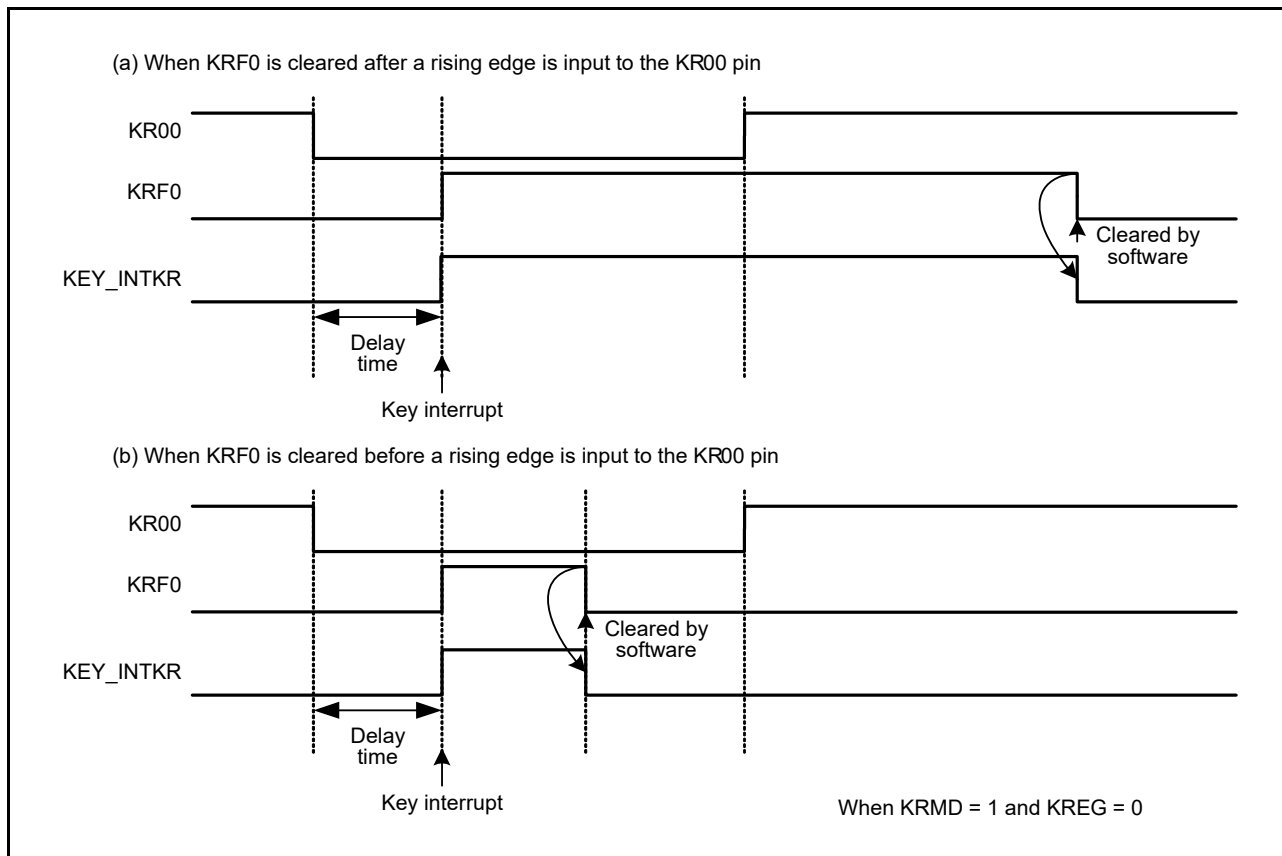 (a) When KRF0 is cleared after a rising edge is input to the KR00 pin
KR00
KRF0
Cleared by
software
KEY_INTKR
Delay
time
Key interrupt
(b) When KRF0 is cleared before a rising edge is input to the KR00 pin
KR00
KRF0
Cleared by
software
KEY_INTKR
Delay
time
Key interrupt
When KRMD = 1 and KREG = 0